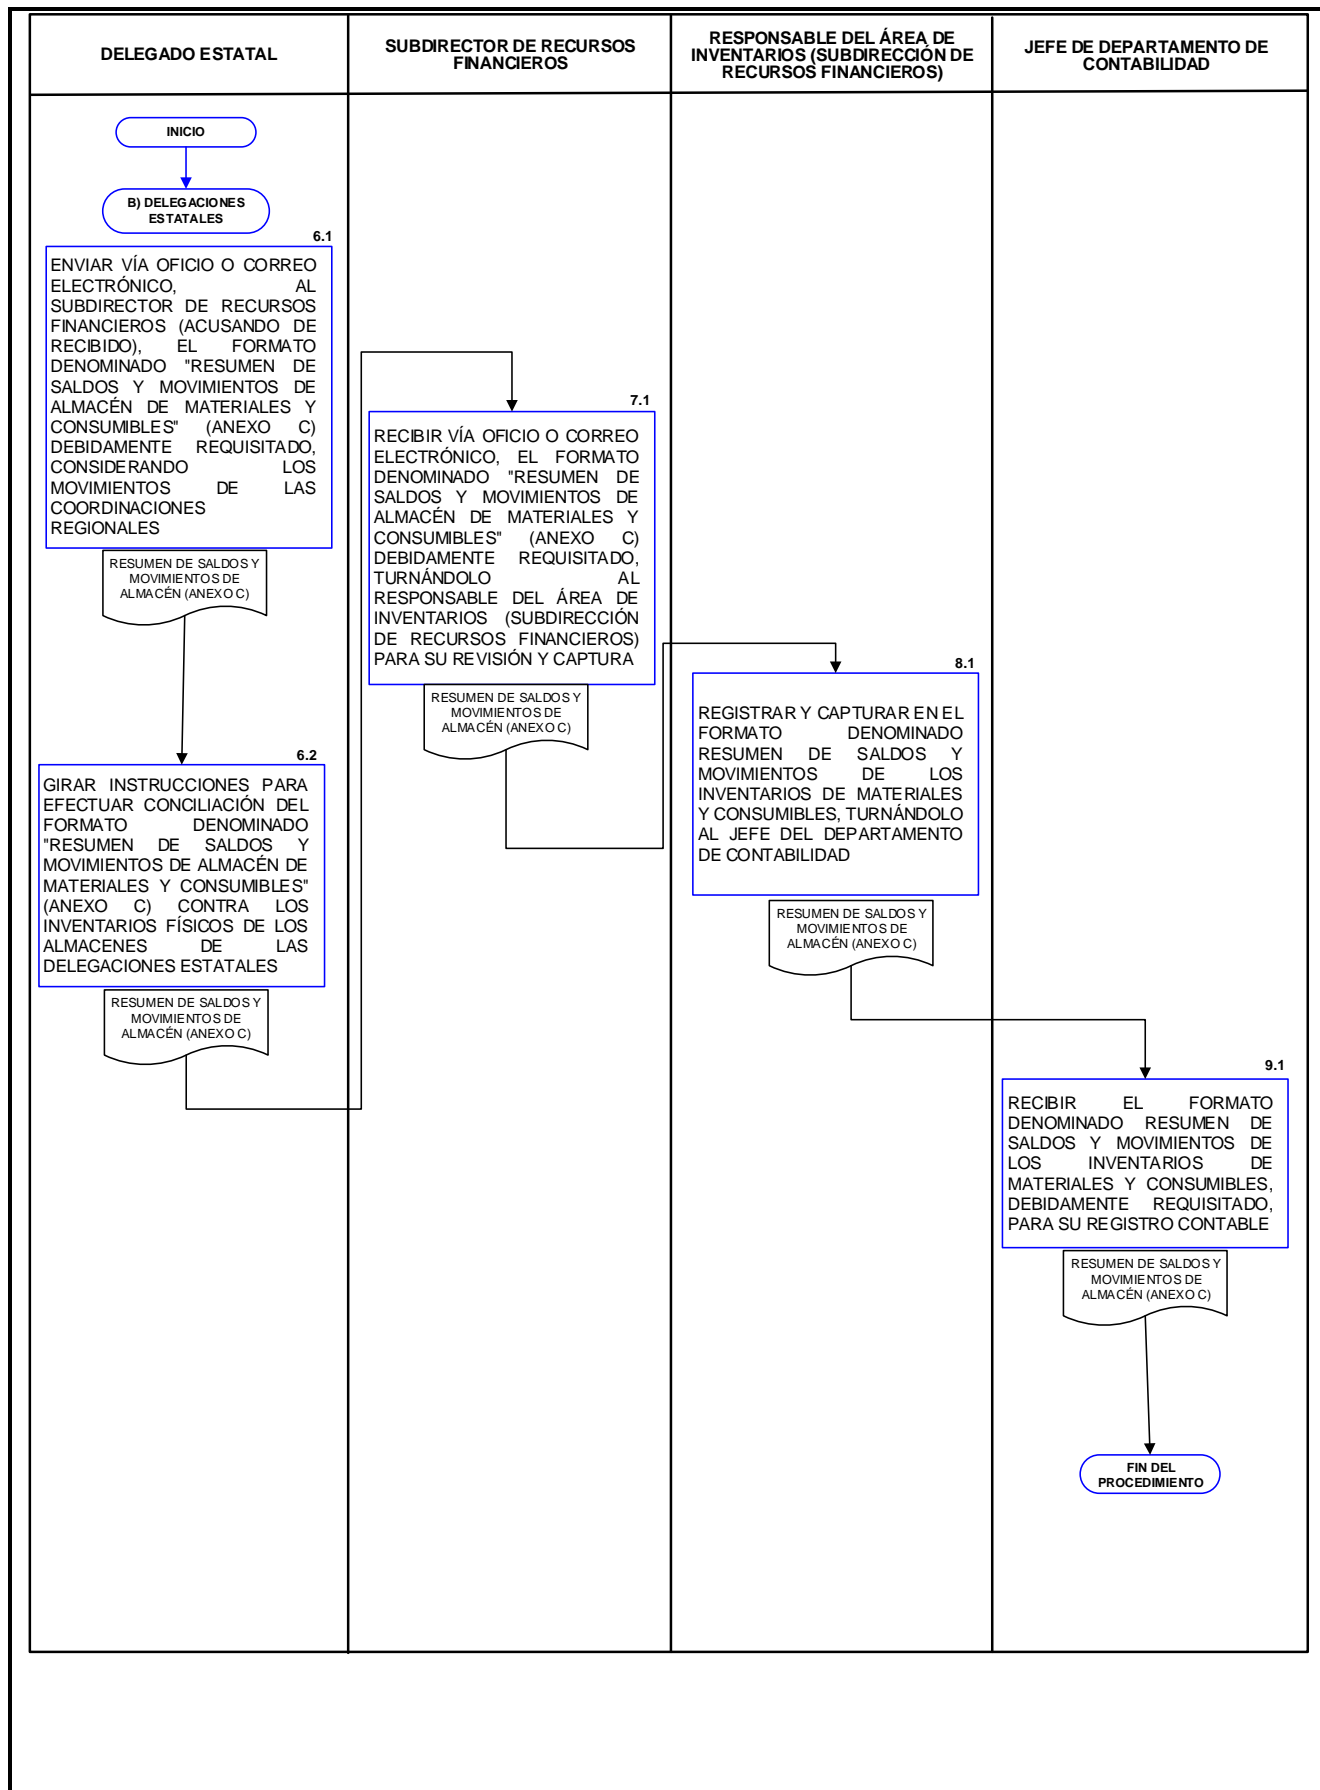 DELEGADO ESTATAL
SUBDIRECTOR DE RECURSOS
FINANCIEROS
RESPONSABLE DEL ÁREA DE
INVENTARIOS (SUBDIRECCIÓN DE
RECURSOS FINANCIEROS)
JEFE DE DEPARTAMENTO DE
CONTABILIDAD
INICIO
B) DELEGACIONES
ESTATALES
6.1
ENVIAR VÍA OFICIO O CORREO
ELECTRÓNICO, AL
SUBDIRECTOR DE RECURSOS
FINANCIEROS (ACUSANDO DE
RECIBIDO), EL FORMATO
DENOMINADO "RESUMEN DE
SALDOS Y MOVIMIENTOS DE
ALMACÉN DE MATERIALES Y
CONSUMIBLES" (ANEXO C)
DEBIDAMENTE REQUISITADO,
CONSIDERANDO LOS
MOVIMIENTOS DE LAS
COORDINACIONES
REGIONALES
RESUMEN DE SALDOS Y
MOVIMIENTOS DE
ALMACÉN (ANEXO C)
6.2
GIRAR INSTRUCCIONES PARA
EFECTUAR CONCILIACIÓN DEL
FORMATO DENOMINADO
"RESUMEN DE SALDOS Y
MOVIMIENTOS DE ALMACÉN DE
MATERIALES Y CONSUMIBLES"
(ANEXO C) CONTRA LOS
INVENTARIOS FÍSICOS DE LOS
ALMACENES DE LAS
DELEGACIONES ESTATALES
RESUMEN DE SALDOS Y
MOVIMIENTOS DE
ALMACÉN (ANEXO C)
7.1
RECIBIR VÍA OFICIO O CORREO
ELECTRÓNICO, EL FORMATO
DENOMINADO "RESUMEN DE
SALDOS Y MOVIMIENTOS DE
ALMACÉN DE MATERIALES Y
CONSUMIBLES" (ANEXO C)
DEBIDAMENTE REQUISITADO,
TURNÁNDOLO AL
RESPONSABLE DEL ÁREA DE
INVENTARIOS (SUBDIRECCIÓN
DE RECURSOS FINANCIEROS)
PARA SU REVISIÓN Y CAPTURA
RESUMEN DE SALDOS Y
MOVIMIENTOS DE
ALMACÉN (ANEXO C)
8.1
REGISTRAR Y CAPTURAR EN EL
FORMATO DENOMINADO
RESUMEN DE SALDOS Y
MOVIMIENTOS DE LOS
INVENTARIOS DE MATERIALES
Y CONSUMIBLES, TURNÁNDOLO
AL JEFE DEL DEPARTAMENTO
DE CONTABILIDAD
RESUMEN DE SALDOS Y
MOVIMIENTOS DE
ALMACÉN (ANEXO C)
9.1
RECIBIR EL FORMATO
DENOMINADO RESUMEN DE
SALDOS Y MOVIMIENTOS DE
LOS INVENTARIOS DE
MATERIALES Y CONSUMIBLES,
DEBIDAMENTE REQUISITADO,
PARA SU REGISTRO CONTABLE
RESUMEN DE SALDOS Y
MOVIMIENTOS DE
ALMACÉN (ANEXO C)
FIN DEL
PROCEDIMIENTO